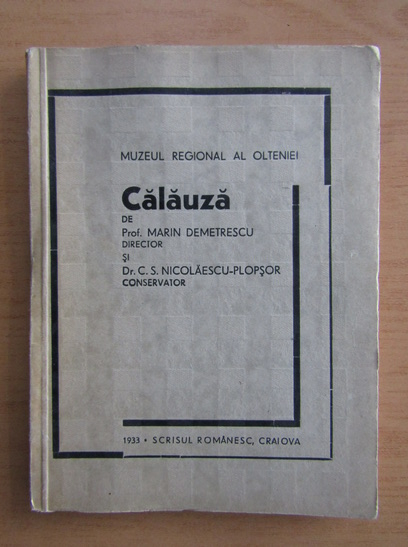 MUZEUL REGIONAL AL OLTENIEI
Călăuză
DE
Prof. MARIN DEMETRESCU
DIRECTOR
ȘI
Dr. C. S. NICOLĂESCU-PLOPȘOR
CONSERVATOR
1933 • SCRISUL ROMÂNESC, CRAIOVA